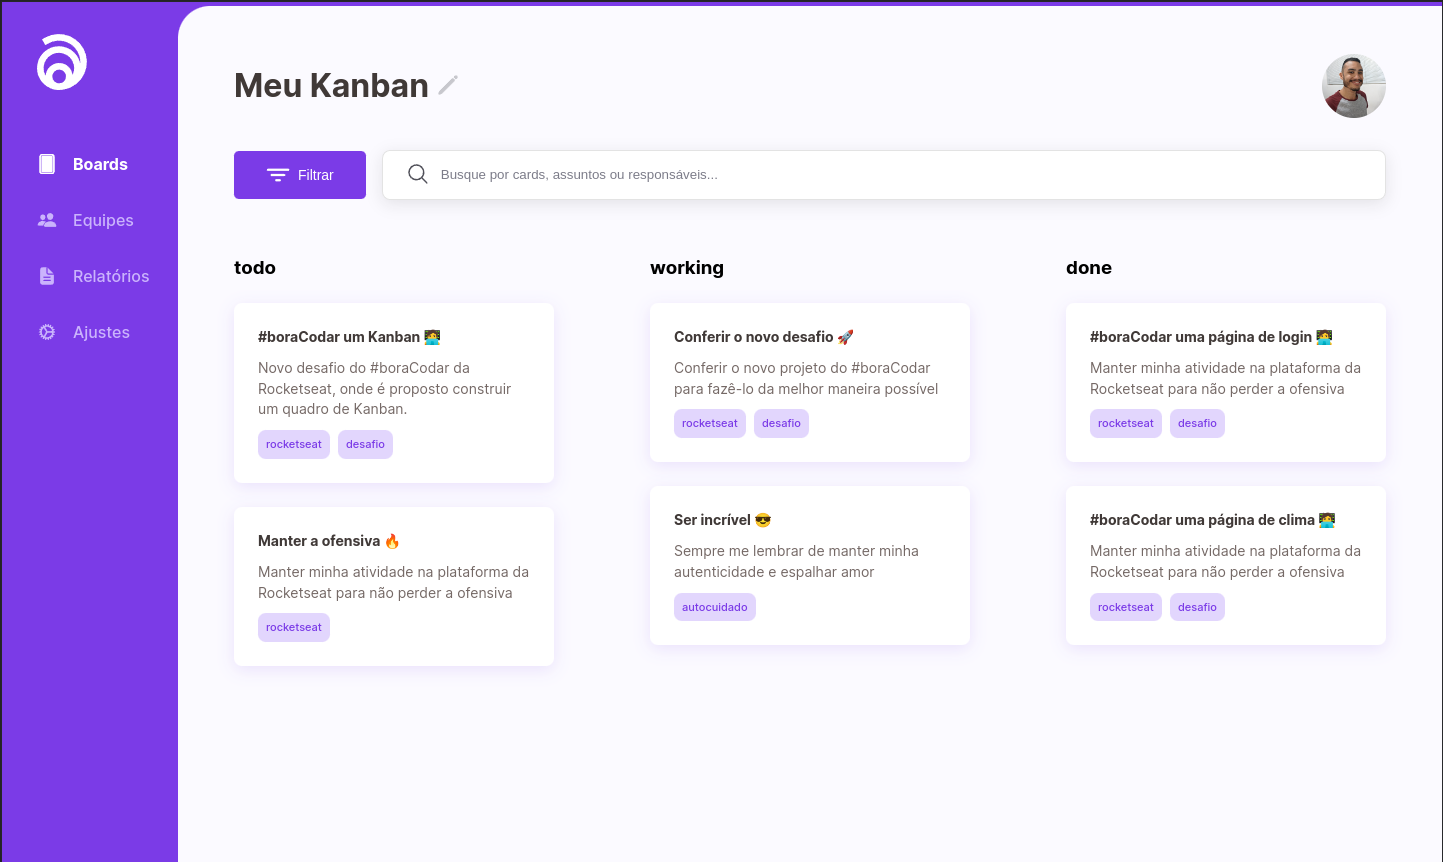 Meu Kanban
Boards
Equipes
Relatórios
Ajustes
Filtrar
Busque por cards, assuntos ou responsáveis...
todo
#boraCodar um Kanban 🧑‍💻
Novo desafio do #boraCodar da
Rocketseat, onde é proposto construir
um quadro de Kanban.
rocketseat desafio
Manter a ofensiva 🔥
Manter minha atividade na plataforma da
Rocketseat para não perder a ofensiva
rocketseat
working
Conferir o novo desafio 🚀
Conferir o novo projeto do #boraCodar
para fazê-lo da melhor maneira possível
rocketseat desafio
Ser incrível 😎
Sempre me lembrar de manter minha
autenticidade e espalhar amor
autocuidado
done
#boraCodar uma página de login 🧑‍💻
Manter minha atividade na plataforma da
Rocketseat para não perder a ofensiva
rocketseat desafio
#boraCodar uma página de clima 🧑‍💻
Manter minha atividade na plataforma da
Rocketseat para não perder a ofensiva
rocketseat desafio